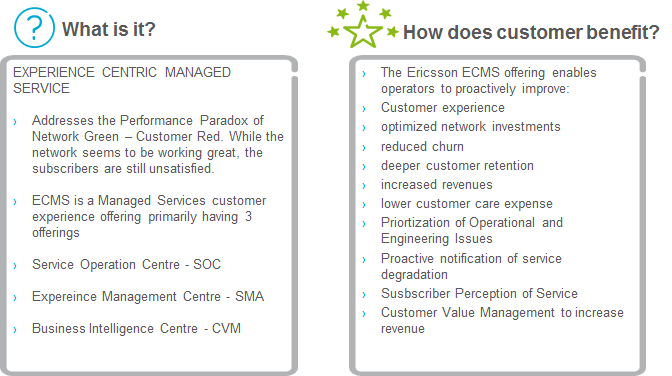 What is it?
EXPERIENCE CENTRIC MANAGED
SERVICE
› Addresses the Performance Paradox of
Network Green – Customer Red. While the
network seems to be working great, the
subscribers are still unsatisfied.
› ECMS is a Managed Services customer
experience offering primarily having 3
offerings
› Service Operation Centre - SOC
› Expereince Management Centre - SMA
› Business Intelligence Centre - CVM
How does customer benefit?
› The Ericsson ECMS offering enables
operators to proactively improve:
› Customer experience
› optimized network investments
› reduced churn
› deeper customer retention
› increased revenues
› lower customer care expense
› Priortization of Operational and
Engineering Issues
› Proactive notification of service
degradation
› Susbscriber Perception of Service
› Customer Value Management to increase
revenue